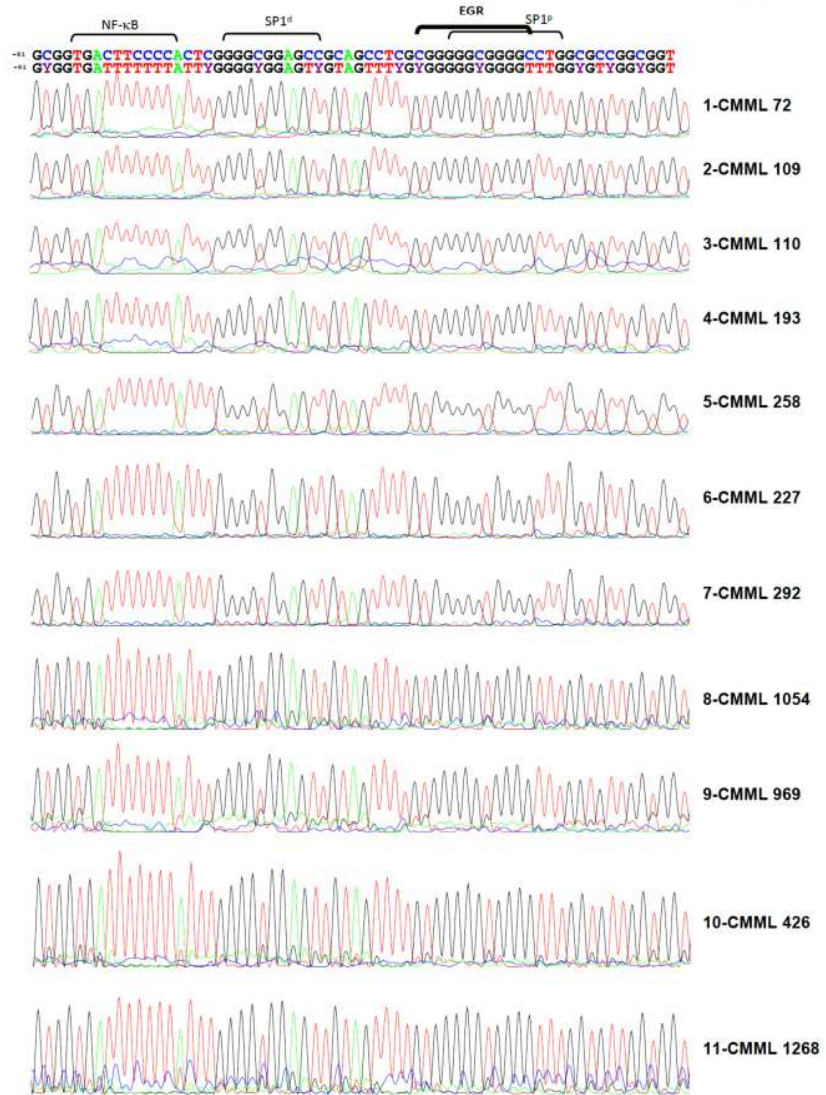 NF-κB SP1ᵈ EGR SP1ᵖ
-81 GCGGTGACTTCCCCACTCGGGGCGGAGCCGCAGCCTCGCGGGGGCGGGGCCTGGCGCCGGCGGT
-81 GYGGTGATTTTTTTATTYGGGGYGGAGTYGTAGTTTYGYGGGGGYGGGGTTTGGYGTYGGYGGT
1-CMML 72
2-CMML 109
3-CMML 110
4-CMML 193
5-CMML 258
6-CMML 227
7-CMML 292
8-CMML 1054
9-CMML 969
10-CMML 426
11-CMML 1268